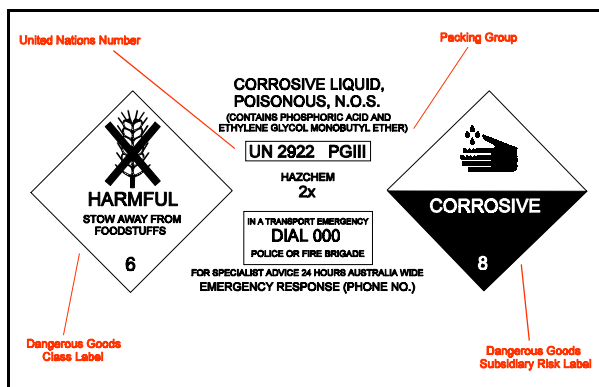 United Nations Number
Packing Group
CORROSIVE LIQUID,
POISONOUS, N.O.S.
(CONTAINS PHOSPHORIC ACID AND
ETHYLENE GLYCOL MONOBUTYL ETHER)
UN 2922 PGIII
HAZCHEM
2x
HARMFUL
STOW AWAY FROM
FOODSTUFFS
6
IN A TRANSPORT EMERGENCY
DIAL 000
POLICE OR FIRE BRIGADE
FOR SPECIALIST ADVICE 24 HOURS AUSTRALIA WIDE
EMERGENCY RESPONSE (PHONE NO.)
CORROSIVE
8
Dangerous Goods
Class Label
Dangerous Goods
Subsidiary Risk Label